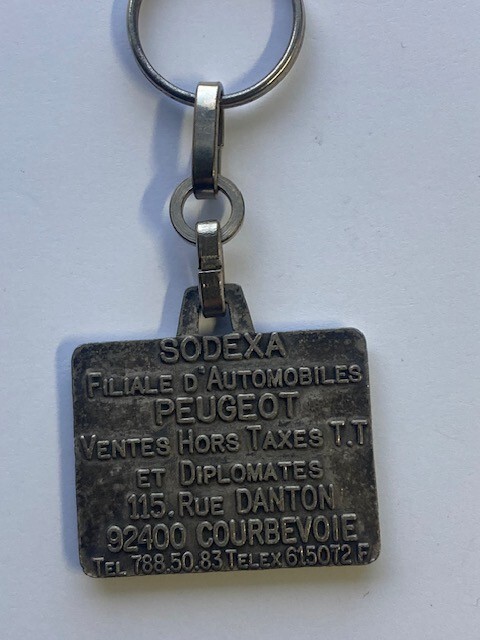 SODEXA
FILIALE D'AUTOMOBILES
PEUGEOT
VENTES HORS TAXES T.T
ET DIPLOMATES
115.RUE DANTON
92400 COURBEVOIE
TEL 788.50.83 TELEX 615072 F